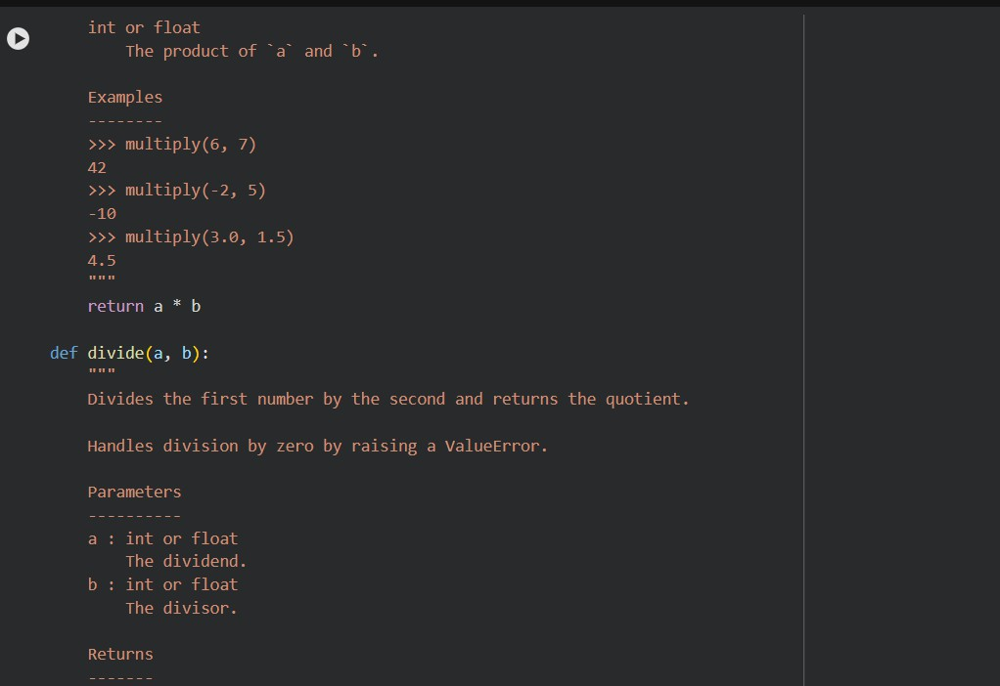 int or float
    The product of `a` and `b`.

Examples
--------
>>> multiply(6, 7)
42
>>> multiply(-2, 5)
-10
>>> multiply(3.0, 1.5)
4.5
"""
return a * b

def divide(a, b):
    """
    Divides the first number by the second and returns the quotient.

    Handles division by zero by raising a ValueError.

    Parameters
    ----------
    a : int or float
        The dividend.
    b : int or float
        The divisor.

    Returns
    -------